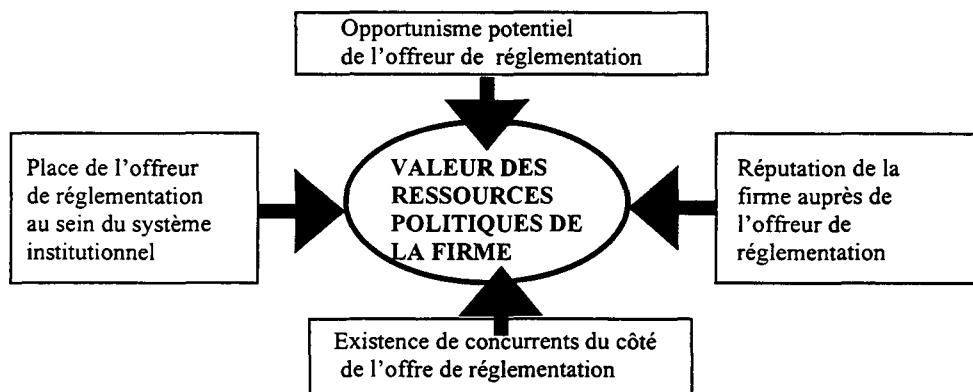 Opportunisme potentiel
de l'offreur de réglementation
Place de l'offreur
de réglementation
au sein du système
institutionnel
VALEUR DES
RESSOURCES
POLITIQUES DE
LA FIRME
Réputation de la
firme auprès de
l'offreur de
réglementation
Existence de concurrents du côté
de l'offre de réglementation